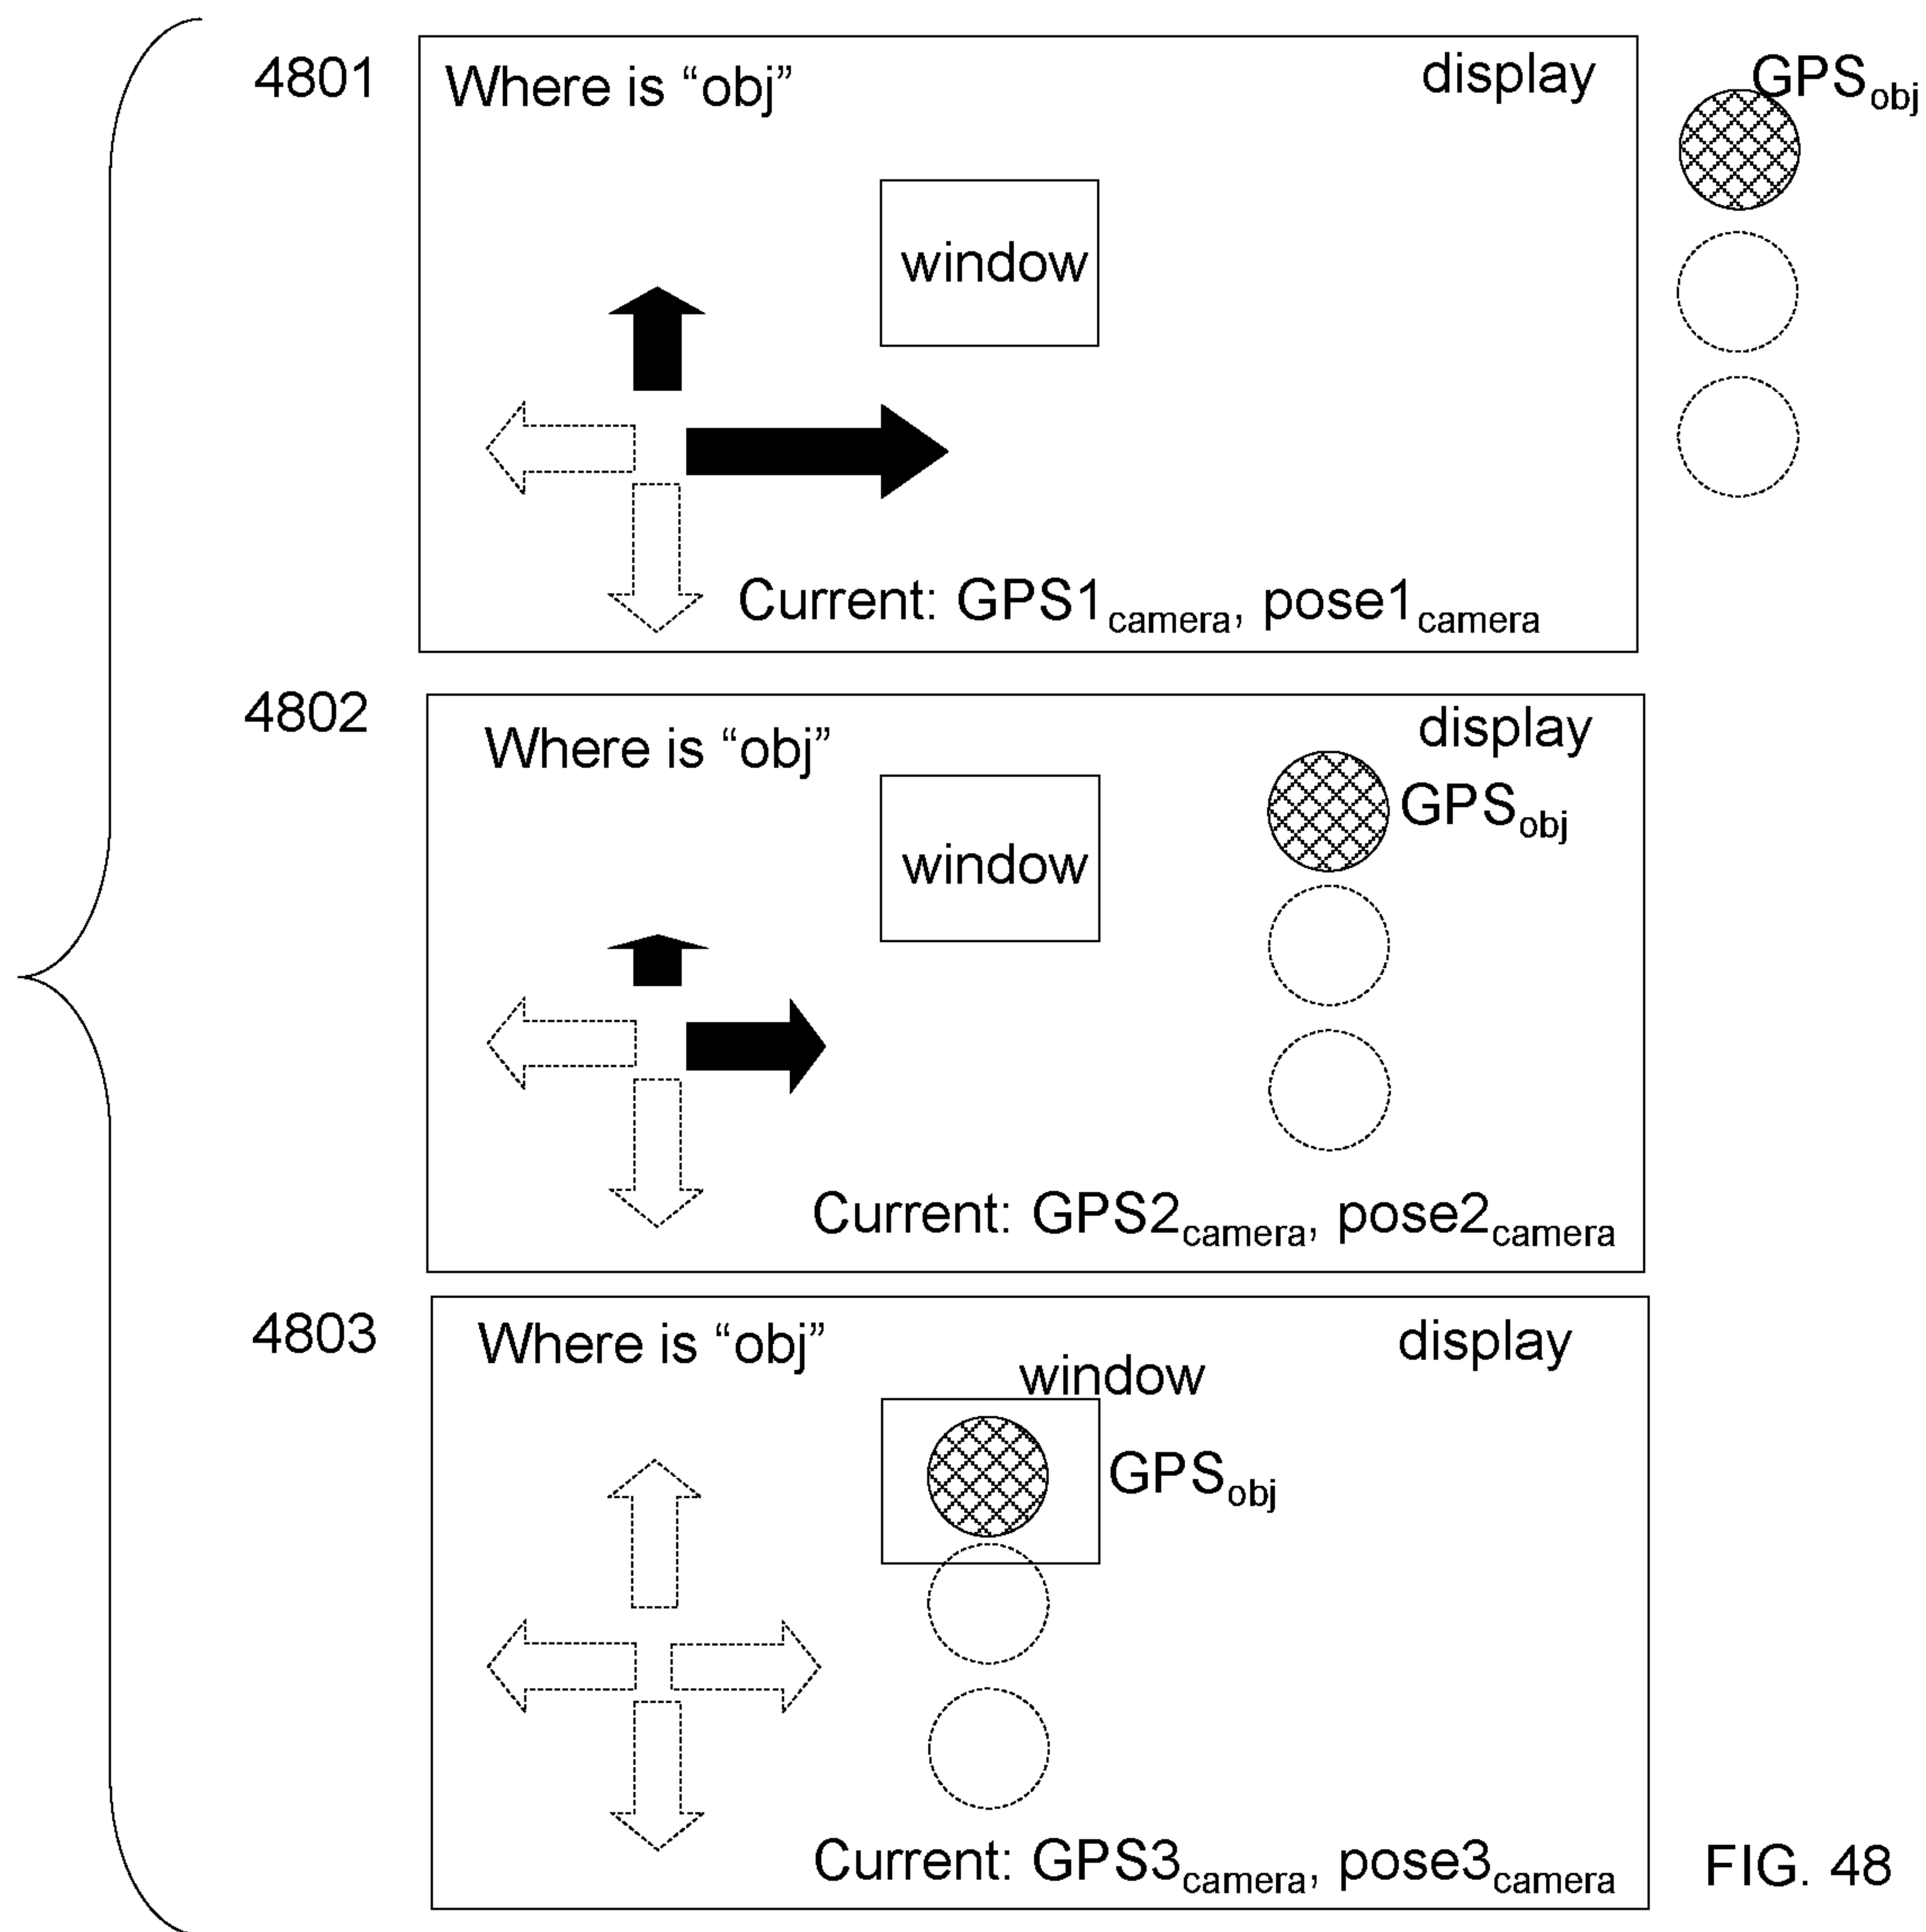 4801
Where is “obj”
display
GPSobj
window
Current: GPS1camera, pose1camera
4802
Where is “obj”
display
GPSobj
window
Current: GPS2camera, pose2camera
4803
Where is “obj”
display
window
GPSobj
Current: GPS3camera, pose3camera
FIG. 48